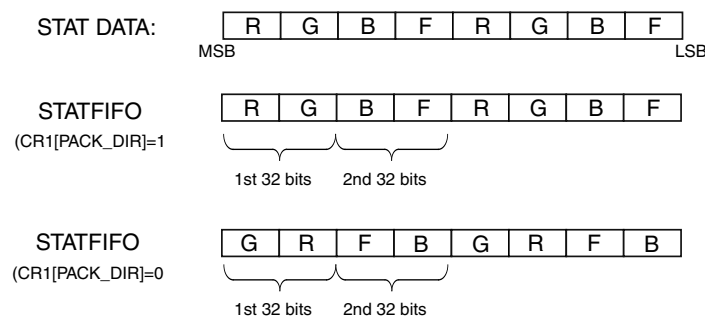 STAT DATA: R G B F R G B F
MSB LSB
STATFIFO R G B F R G B F
(CR1[PACK_DIR]=1
1st 32 bits 2nd 32 bits
STATFIFO G R F B G R F B
(CR1[PACK_DIR]=0
1st 32 bits 2nd 32 bits